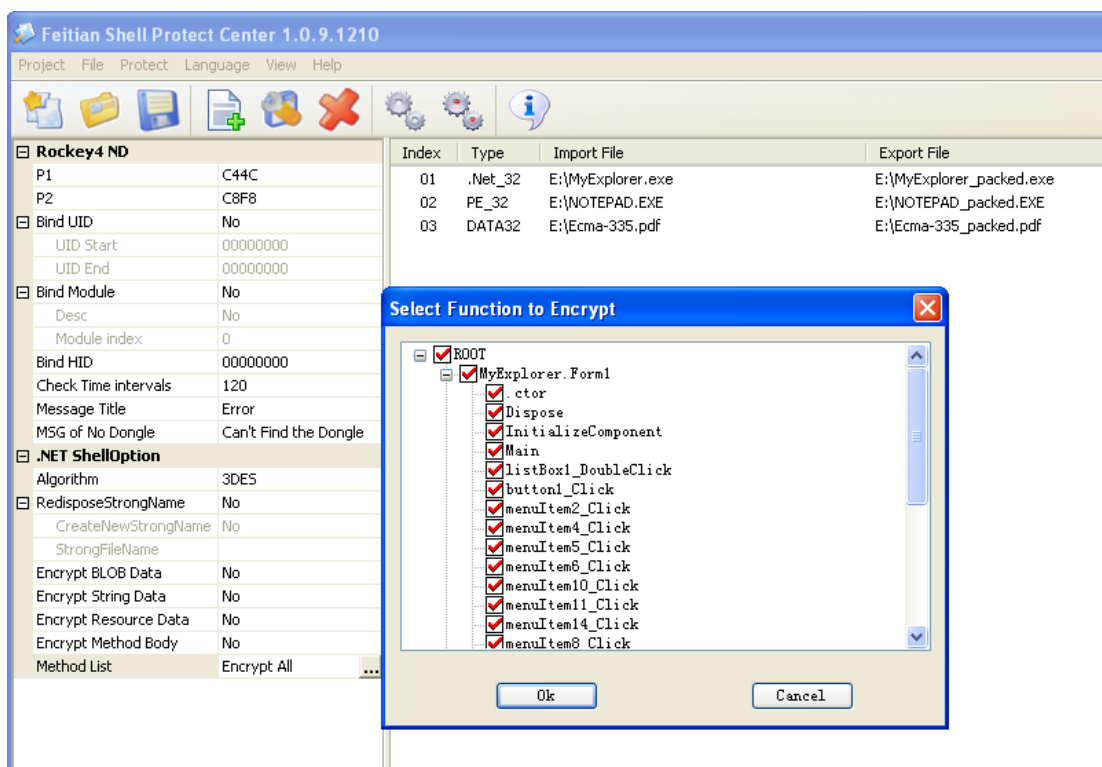 Feitian Shell Protect Center 1.0.9.1210
Project File Protect Language View Help
Rockey4 ND
P1 C44C
P2 C8F8
Bind UID No
UID Start 00000000
UID End 00000000
Bind Module No
Desc No
Module index 0
Bind HID 00000000
Check Time intervals 120
Message Title Error
MSG of No Dongle Can't Find the Dongle
.NET ShellOption
Algorithm 3DES
RedisposeStrongName No
CreateNewStrongName No
StrongFileName
Encrypt BLOB Data No
Encrypt String Data No
Encrypt Resource Data No
Encrypt Method Body No
Method List Encrypt All ...
Index Type Import File Export File
01 .Net_32 E:\MyExplorer.exe E:\MyExplorer_packed.exe
02 PE_32 E:\NOTEPAD.EXE E:\NOTEPAD_packed.EXE
03 DATA32 E:\Ecma-335.pdf E:\Ecma-335_packed.pdf
Select Function to Encrypt
ROOT
MyExplorer.Form1
.ctor
Dispose
InitializeComponent
Main
listBox1_DoubleClick
button1_Click
menuItem2_Click
menuItem4_Click
menuItem5_Click
menuItem6_Click
menuItem10_Click
menuItem11_Click
menuItem14_Click
menuItem8_Click
Ok Cancel